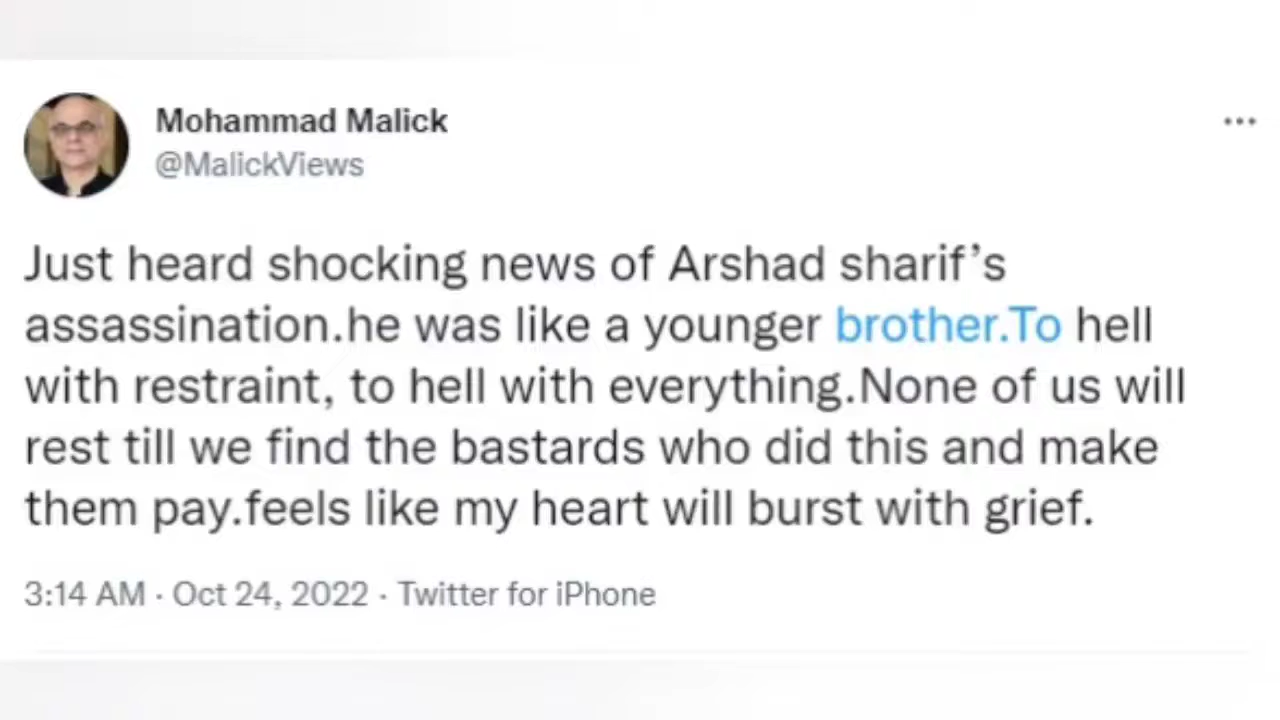 Mohammad Malick
@MalickViews
Just heard shocking news of Arshad sharif’s
assassination.he was like a younger brother.To hell
with restraint, to hell with everything.None of us will
rest till we find the bastards who did this and make
them pay.feels like my heart will burst with grief.
3:14 AM · Oct 24, 2022 · Twitter for iPhone